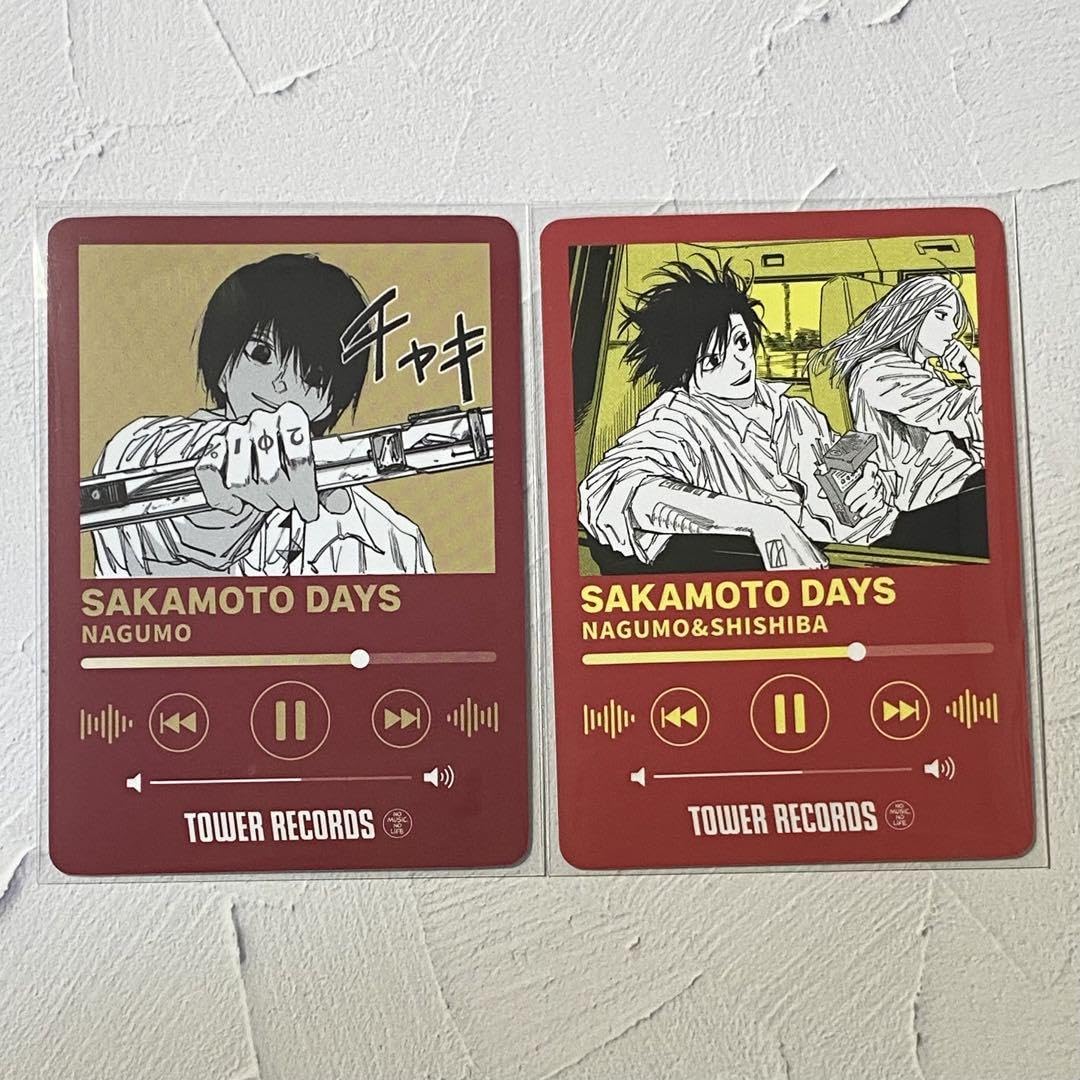 チャキ
SAKAMOTO DAYS
NAGUMO
TOWER RECORDS
NO
MUSIC,
NO
LIFE
SAKAMOTO DAYS
NAGUMO&SHISHIBA
TOWER RECORDS
NO
MUSIC,
NO
LIFE